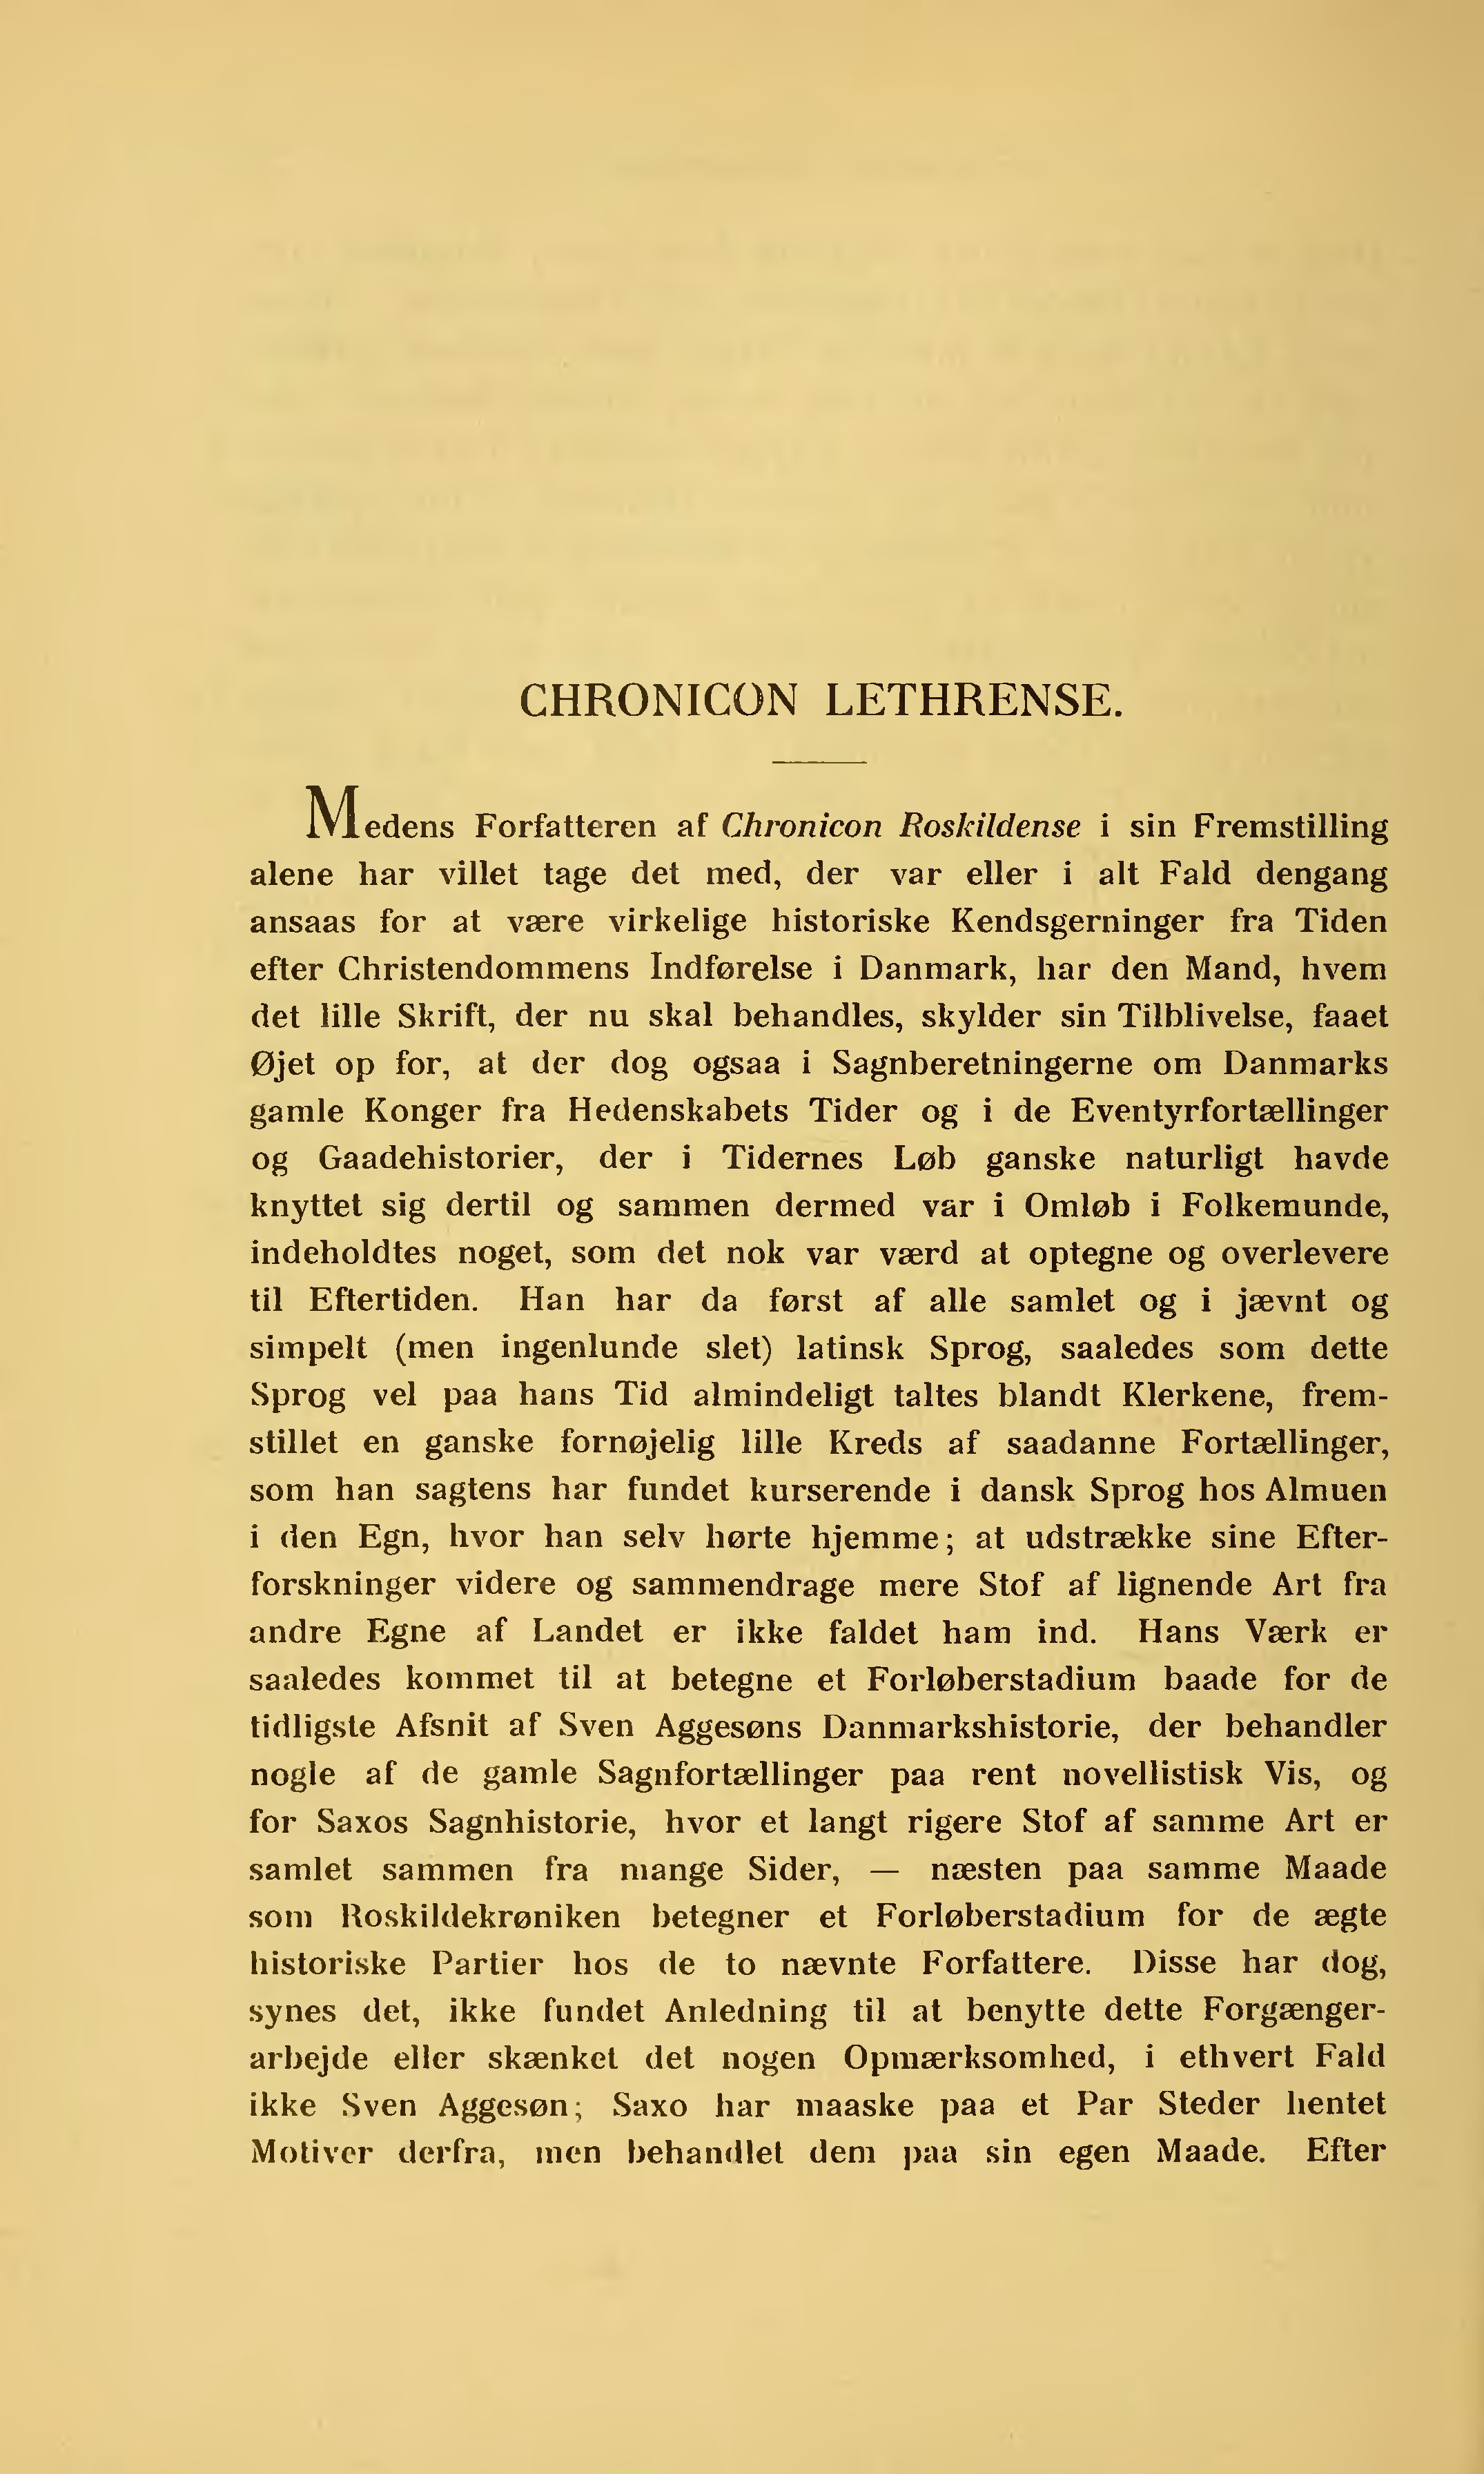 CHRONICON LETHRENSE.
Medens Forfatteren af Chronicon Roskildense i sin Fremstilling
alene har villet tage det med, der var eller i alt Fald dengang
ansaas for at være virkelige historiske Kendsgerninger fra Tiden
efter Christendommens Indførelse i Danmark, har den Mand, hvem
det lille Skrift, der nu skal behandles, skylder sin Tilblivelse, faaet
Øjet op for, at der dog ogsaa i Sagnberetningerne om Danmarks
gamle Konger fra Hedenskabets Tider og i de Eventyrfortællinger
og Gaadehistorier, der i Tidernes Løb ganske naturligt havde
knyttet sig dertil og sammen dermed var i Omløb i Folkemunde,
indeholdtes noget, som det nok var værd at optegne og overlevere
til Eftertiden. Han har da først af alle samlet og i jævnt og
simpelt (men ingenlunde slet) latinsk Sprog, saaledes som dette
Sprog vel paa hans Tid almindeligt taltes blandt Klerkene, frem-
stillet en ganske fornøjelig lille Kreds af saadanne Fortællinger,
som han sagtens har fundet kurserende i dansk Sprog hos Almuen
i den Egn, hvor han selv hørte hjemme; at udstrække sine Efter-
forskninger videre og sammendrage mere Stof af lignende Art fra
andre Egne af Landet er ikke faldet ham ind. Hans Værk er
saaledes kommet til at betegne et Forløberstadium baade for de
tidligste Afsnit af Sven Aggesøns Danmarkshistorie, der behandler
nogle af de gamle Sagnfortællinger paa rent novellistisk Vis, og
for Saxos Sagnhistorie, hvor et langt rigere Stof af samme Art er
samlet sammen fra mange Sider, — næsten paa samme Maade
som Roskildekrøniken betegner et Forløberstadium for de ægte
historiske Partier hos de to nævnte Forfattere. Disse har dog,
synes det, ikke fundet Anledning til at benytte dette Forgænger-
arbejde eller skænket det nogen Opmærksomhed, i ethvert Fald
ikke Sven Aggesøn; Saxo har maaske paa et Par Steder hentet
Motiver derfra, men behandlet dem paa sin egen Maade. Efter